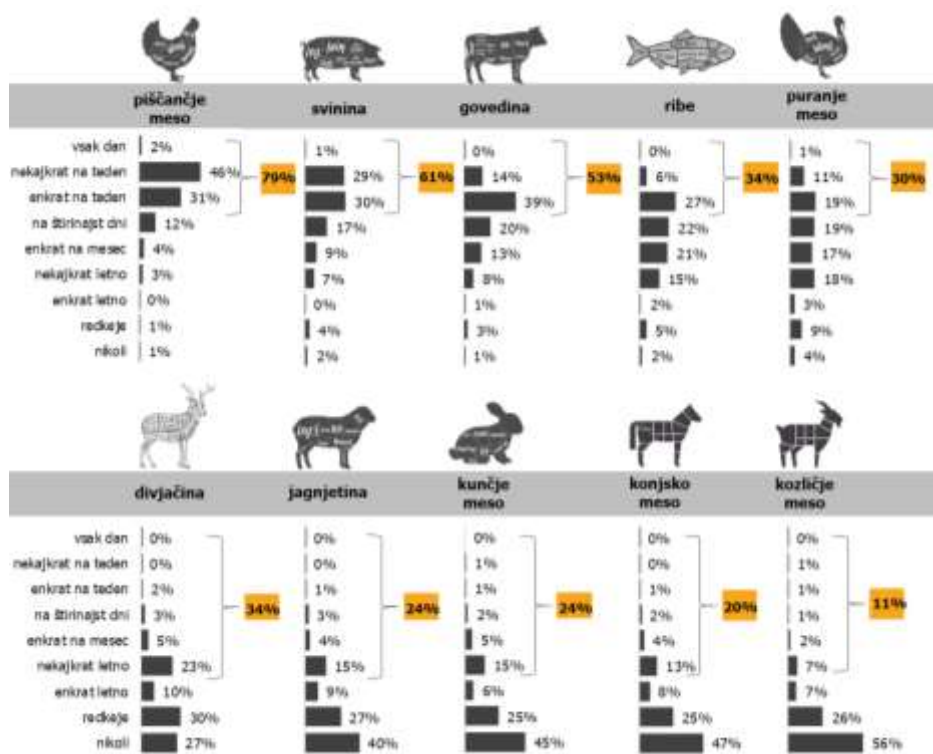 piščančje meso svinina govedina ribe puranje meso
vsak dan 2% 1% 0% 0% 1%
nekajkrat na teden 46% 29% 14% 6% 11%
79% 61% 53% 34% 30%
enkrat na teden 31% 30% 39% 27% 19%
na štirinajst dni 12% 17% 20% 22% 19%
enkrat na mesec 4% 9% 13% 21% 17%
nekajkrat letno 3% 7% 8% 15% 18%
enkrat letno 0% 0% 1% 2% 3%
redkeje 1% 4% 3% 5% 9%
nikoli 1% 2% 1% 2% 4%
divjačina jagnjetina kunčje meso konjsko meso kozličje meso
vsak dan 0% 0% 0% 0% 0%
nekajkrat na teden 0% 0% 1% 0% 1%
enkrat na teden 2% 1% 1% 1% 1%
34% 24% 24% 20% 11%
na štirinajst dni 3% 3% 2% 2% 1%
enkrat na mesec 5% 4% 5% 4% 2%
nekajkrat letno 23% 15% 15% 13% 7%
enkrat letno 10% 9% 6% 8% 7%
redkeje 30% 27% 25% 25% 26%
nikoli 27% 40% 45% 47% 56%